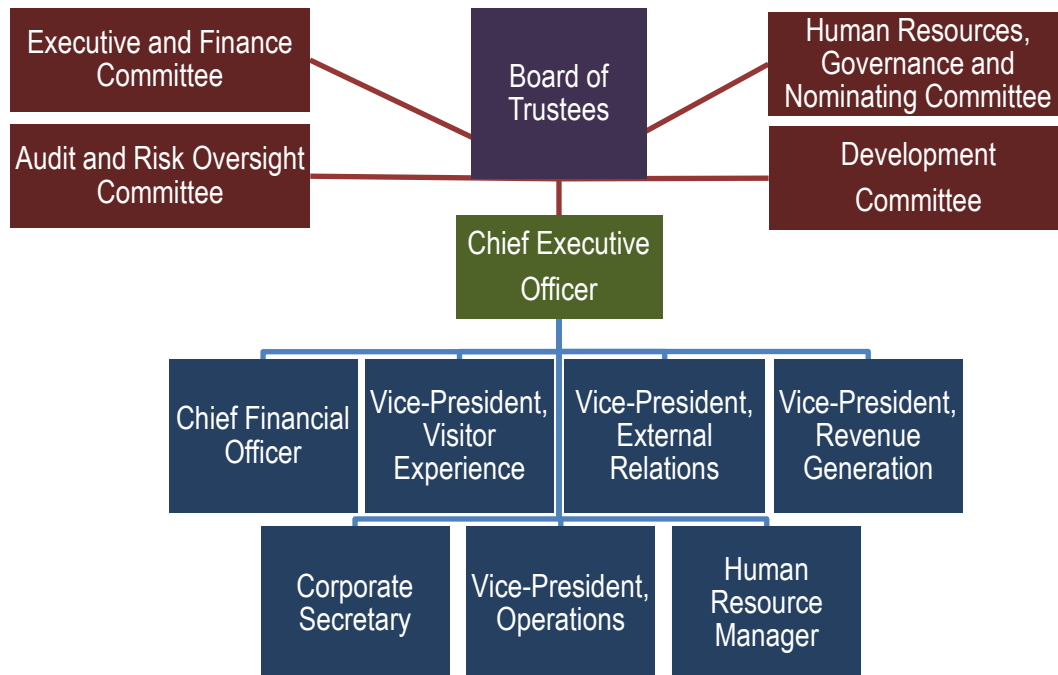 Executive and Finance
Committee
Board of
Trustees
Human Resources,
Governance and
Nominating Committee
Audit and Risk Oversight
Committee
Development
Committee
Chief Executive
Officer
Chief Financial
Officer
Vice-President,
Visitor
Experience
Vice-President,
External
Relations
Vice-President,
Revenue
Generation
Corporate
Secretary
Vice-President,
Operations
Human
Resource
Manager